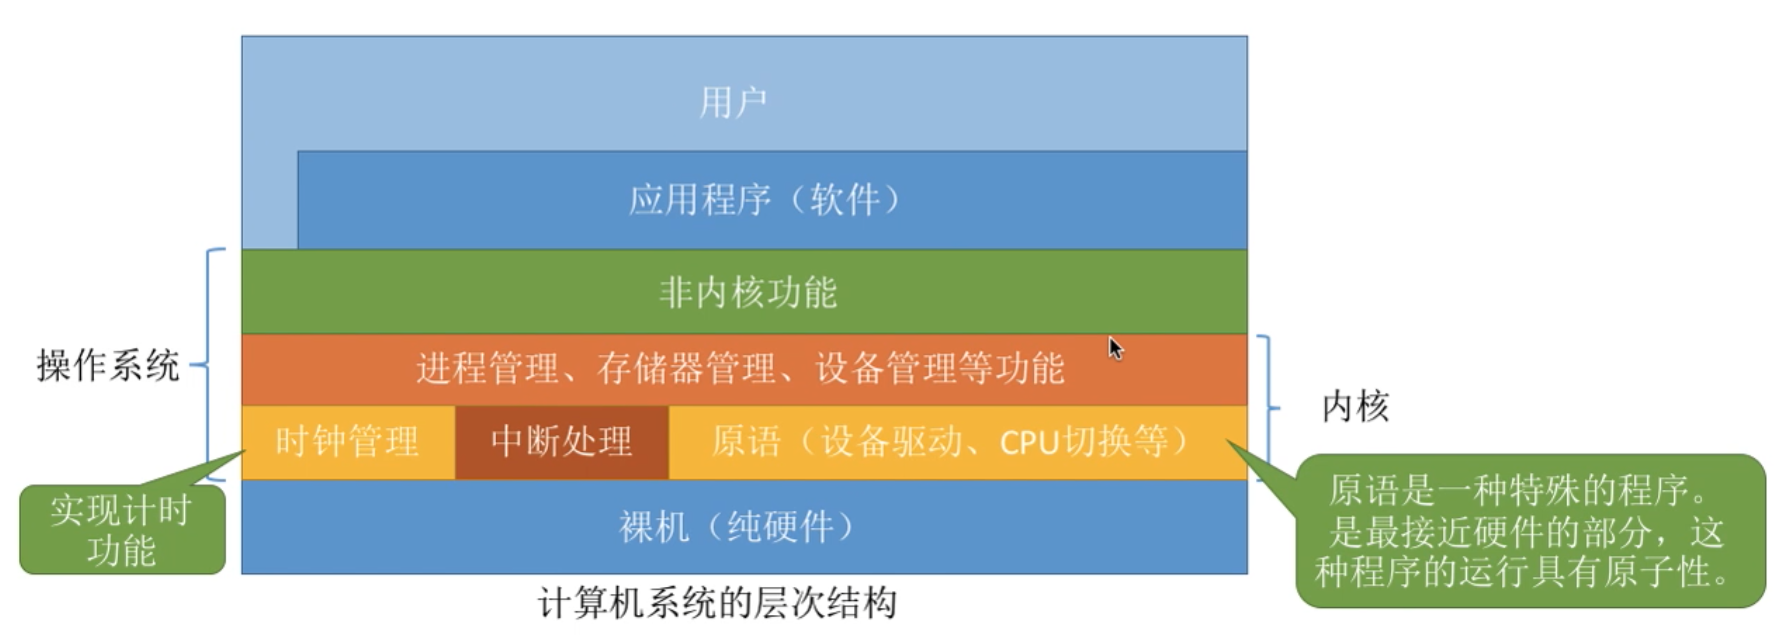 用户
应用程序（软件）
非内核功能
操作系统
进程管理、存储器管理、设备管理等功能
内核
时钟管理
中断处理
原语（设备驱动、CPU切换等）
实现计时
功能
原语是一种特殊的程序。
是最接近硬件的部分，这
种程序的运行具有原子性。
裸机（纯硬件）
计算机系统的层次结构